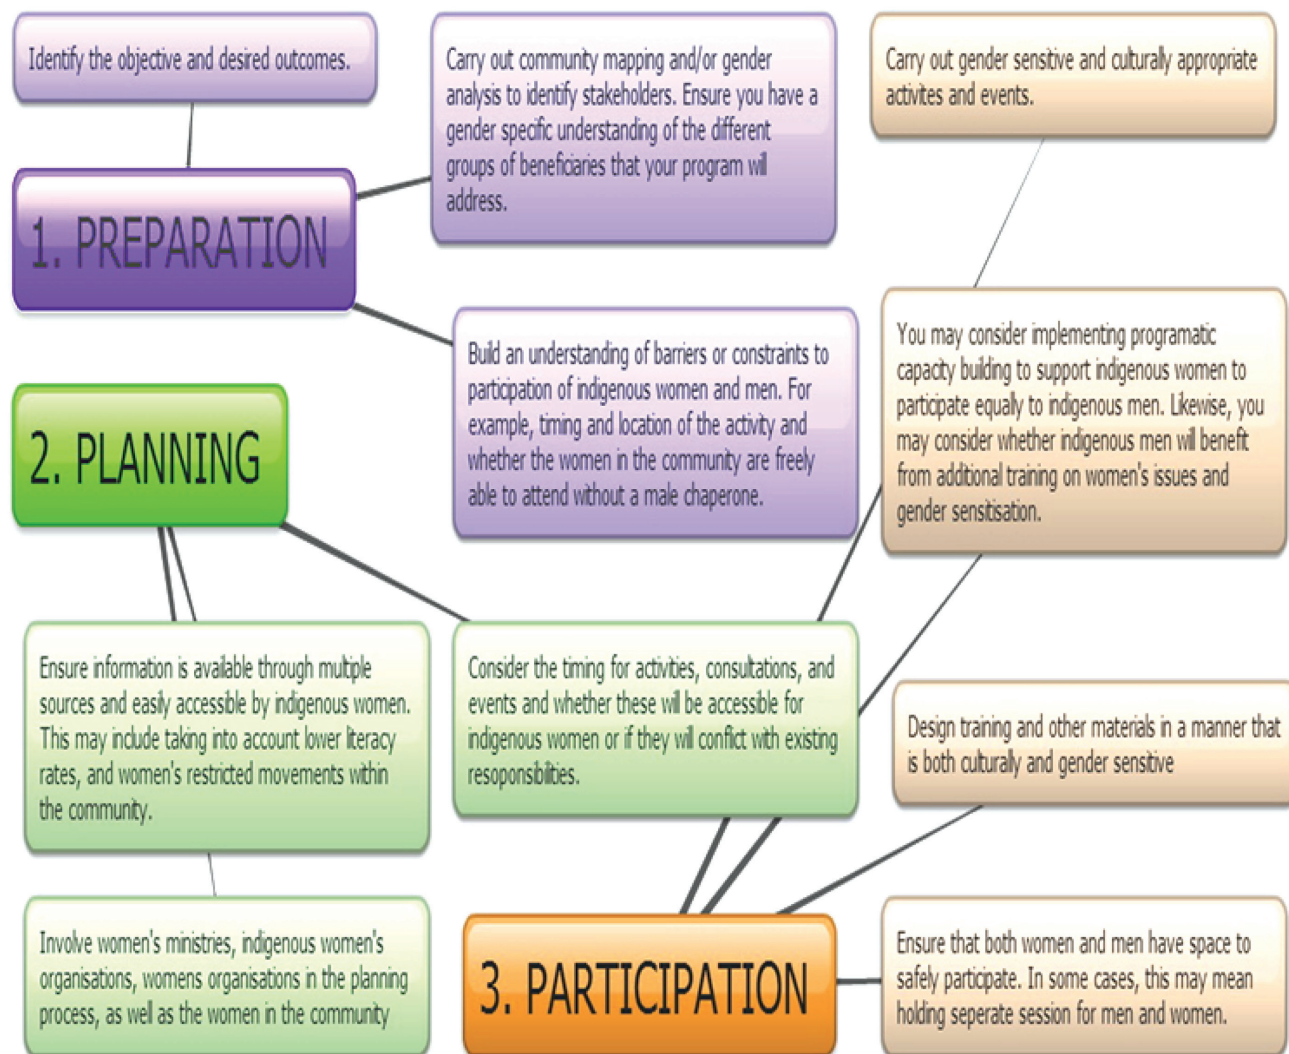 Identify the objective and desired outcomes.
1. PREPARATION
Carry out community mapping and/or gender
analysis to identify stakeholders. Ensure you have a
gender specific understanding of the different
groups of beneficiaries that your program will
address.
Build an understanding of barriers or constraints to
participation of indigenous women and men. For
example, timing and location of the activity and
whether the women in the community are freely
able to attend without a male chaperone.
2. PLANNING
Ensure information is available through multiple
sources and easily accessible by indigenous women.
This may include taking into account lower literacy
rates, and women's restricted movements within
the community.
Consider the timing for activities, consultations, and
events and whether these will be accessible for
indigenous women or if they will conflict with existing
resoponsibilties.
Involve women's ministries, indigenous women's
organisations, womens organisations in the planning
process, as well as the women in the community
3. PARTICIPATION
Carry out gender sensitive and culturally appropriate
activites and events.
You may consider implementing programatic
capacity building to support indigenous women to
participate equally to indigenous men. Likewise, you
may consider whether indigenous men will benefit
from additional training on women's issues and
gender sensitisation.
Design training and other materials in a manner that
is both culturally and gender sensitive
Ensure that both women and men have space to
safely participate. In some cases, this may mean
holding seperate session for men and women.